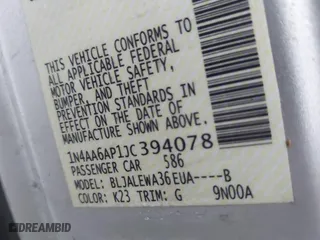 THIS VEHICLE CONFORMS TO
ALL APPLICABLE FEDERAL
MOTOR VEHICLE SAFETY,
BUMPER, AND THEFT
PREVENTION STANDARDS IN
EFFECT ON THE DATE OF
MANUFACTURE SHOWN ABOVE.
1N4AA6AP1JC394078
PASSENGER CAR 586
MODEL: BLJALEWA36EUA----B
COLOR: K23 TRIM: G 9N00A
DREAMBID